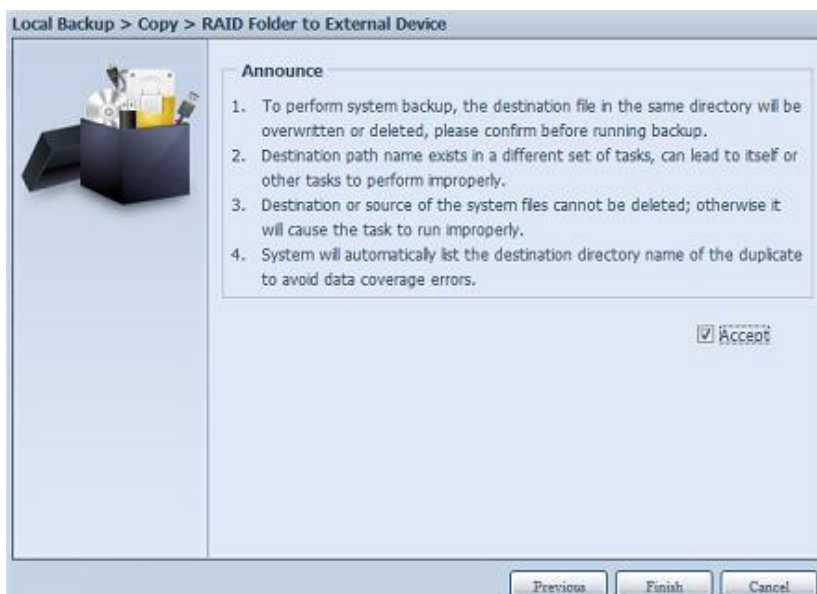 Local Backup > Copy > RAID Folder to External Device
Announce
1. To perform system backup, the destination file in the same directory will be
overwritten or deleted, please confirm before running backup.
2. Destination path name exists in a different set of tasks, can lead to itself or
other tasks to perform improperly.
3. Destination or source of the system files cannot be deleted; otherwise it
will cause the task to run improperly.
4. System will automatically list the destination directory name of the duplicate
to avoid data coverage errors.
Accept
Previous Finish Cancel